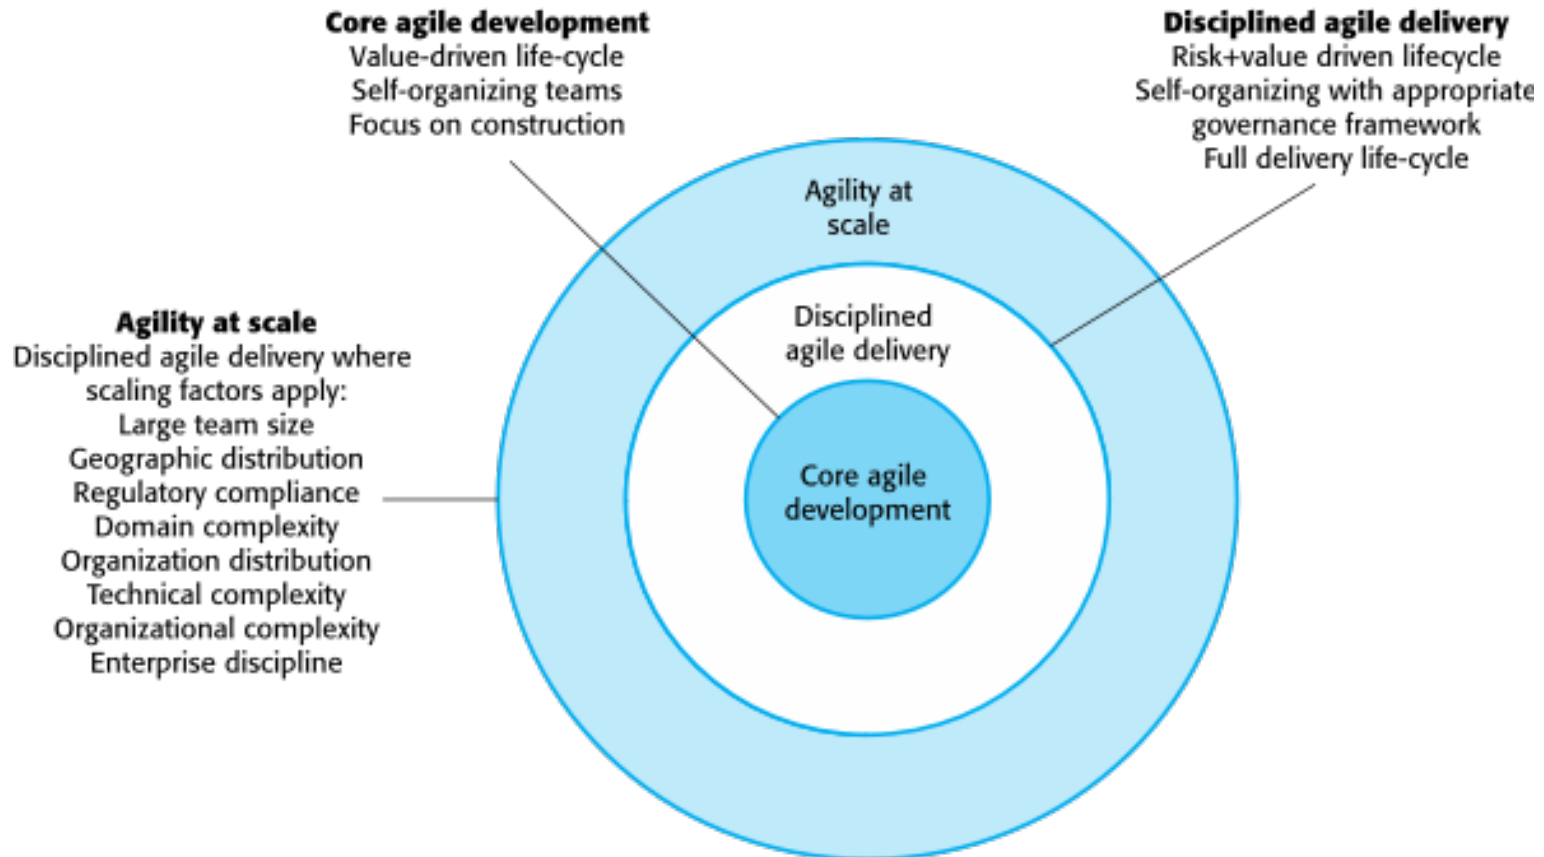 Core agile development
Value-driven life-cycle
Self-organizing teams
Focus on construction
Disciplined agile delivery
Risk+value driven lifecycle
Self-organizing with appropriate
governance framework
Full delivery life-cycle
Agility at
scale
Disciplined
agile delivery
Core agile
development
Agility at scale
Disciplined agile delivery where
scaling factors apply:
Large team size
Geographic distribution
Regulatory compliance
Domain complexity
Organization distribution
Technical complexity
Organizational complexity
Enterprise discipline